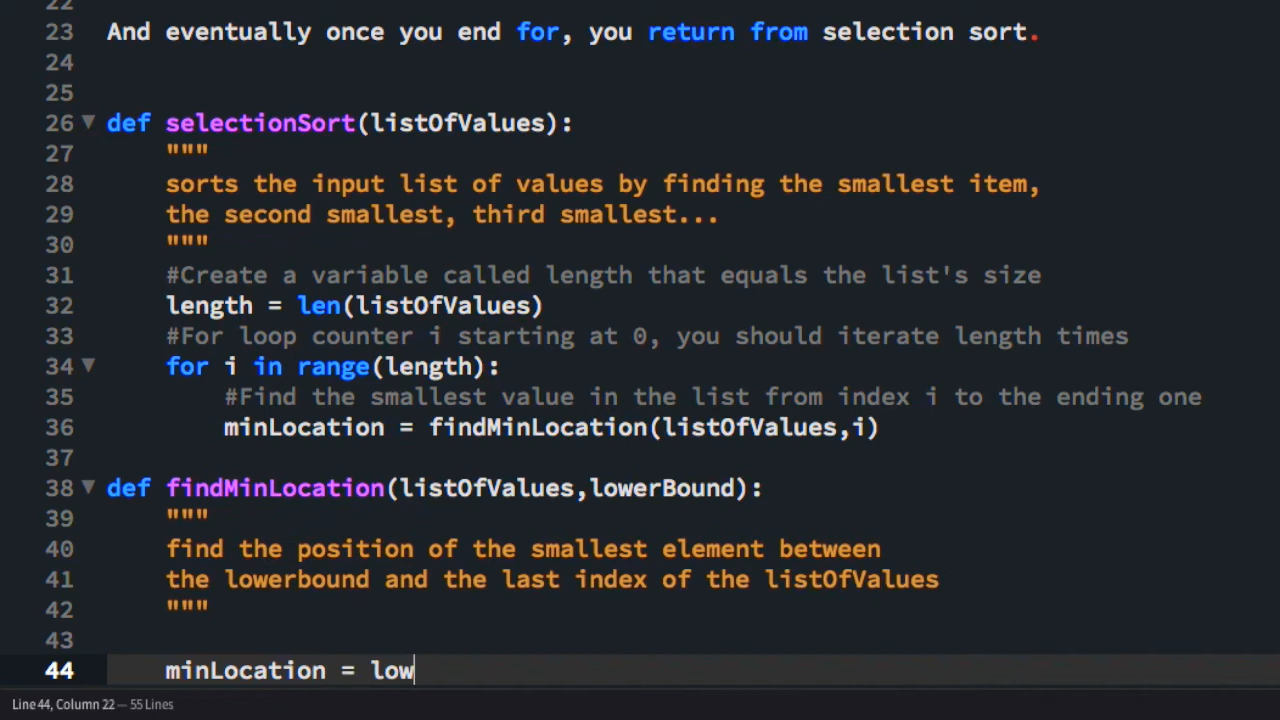 22
23 And eventually once you end for, you return from selection sort.
24
25
26 def selectionSort(listOfValues):
27 """
28 sorts the input list of values by finding the smallest item,
29 the second smallest, third smallest...
30 """
31 #Create a variable called length that equals the list's size
32 length = len(listOfValues)
33 #For loop counter i starting at 0, you should iterate length times
34 for i in range(length):
35 #Find the smallest value in the list from index i to the ending one
36 minLocation = findMinLocation(listOfValues,i)
37
38 def findMinLocation(listOfValues,lowerBound):
39 """
40 find the position of the smallest element between
41 the lowerbound and the last index of the listOfValues
42 """
43
44 minLocation = low
Line 44, Column 22 — 55 Lines